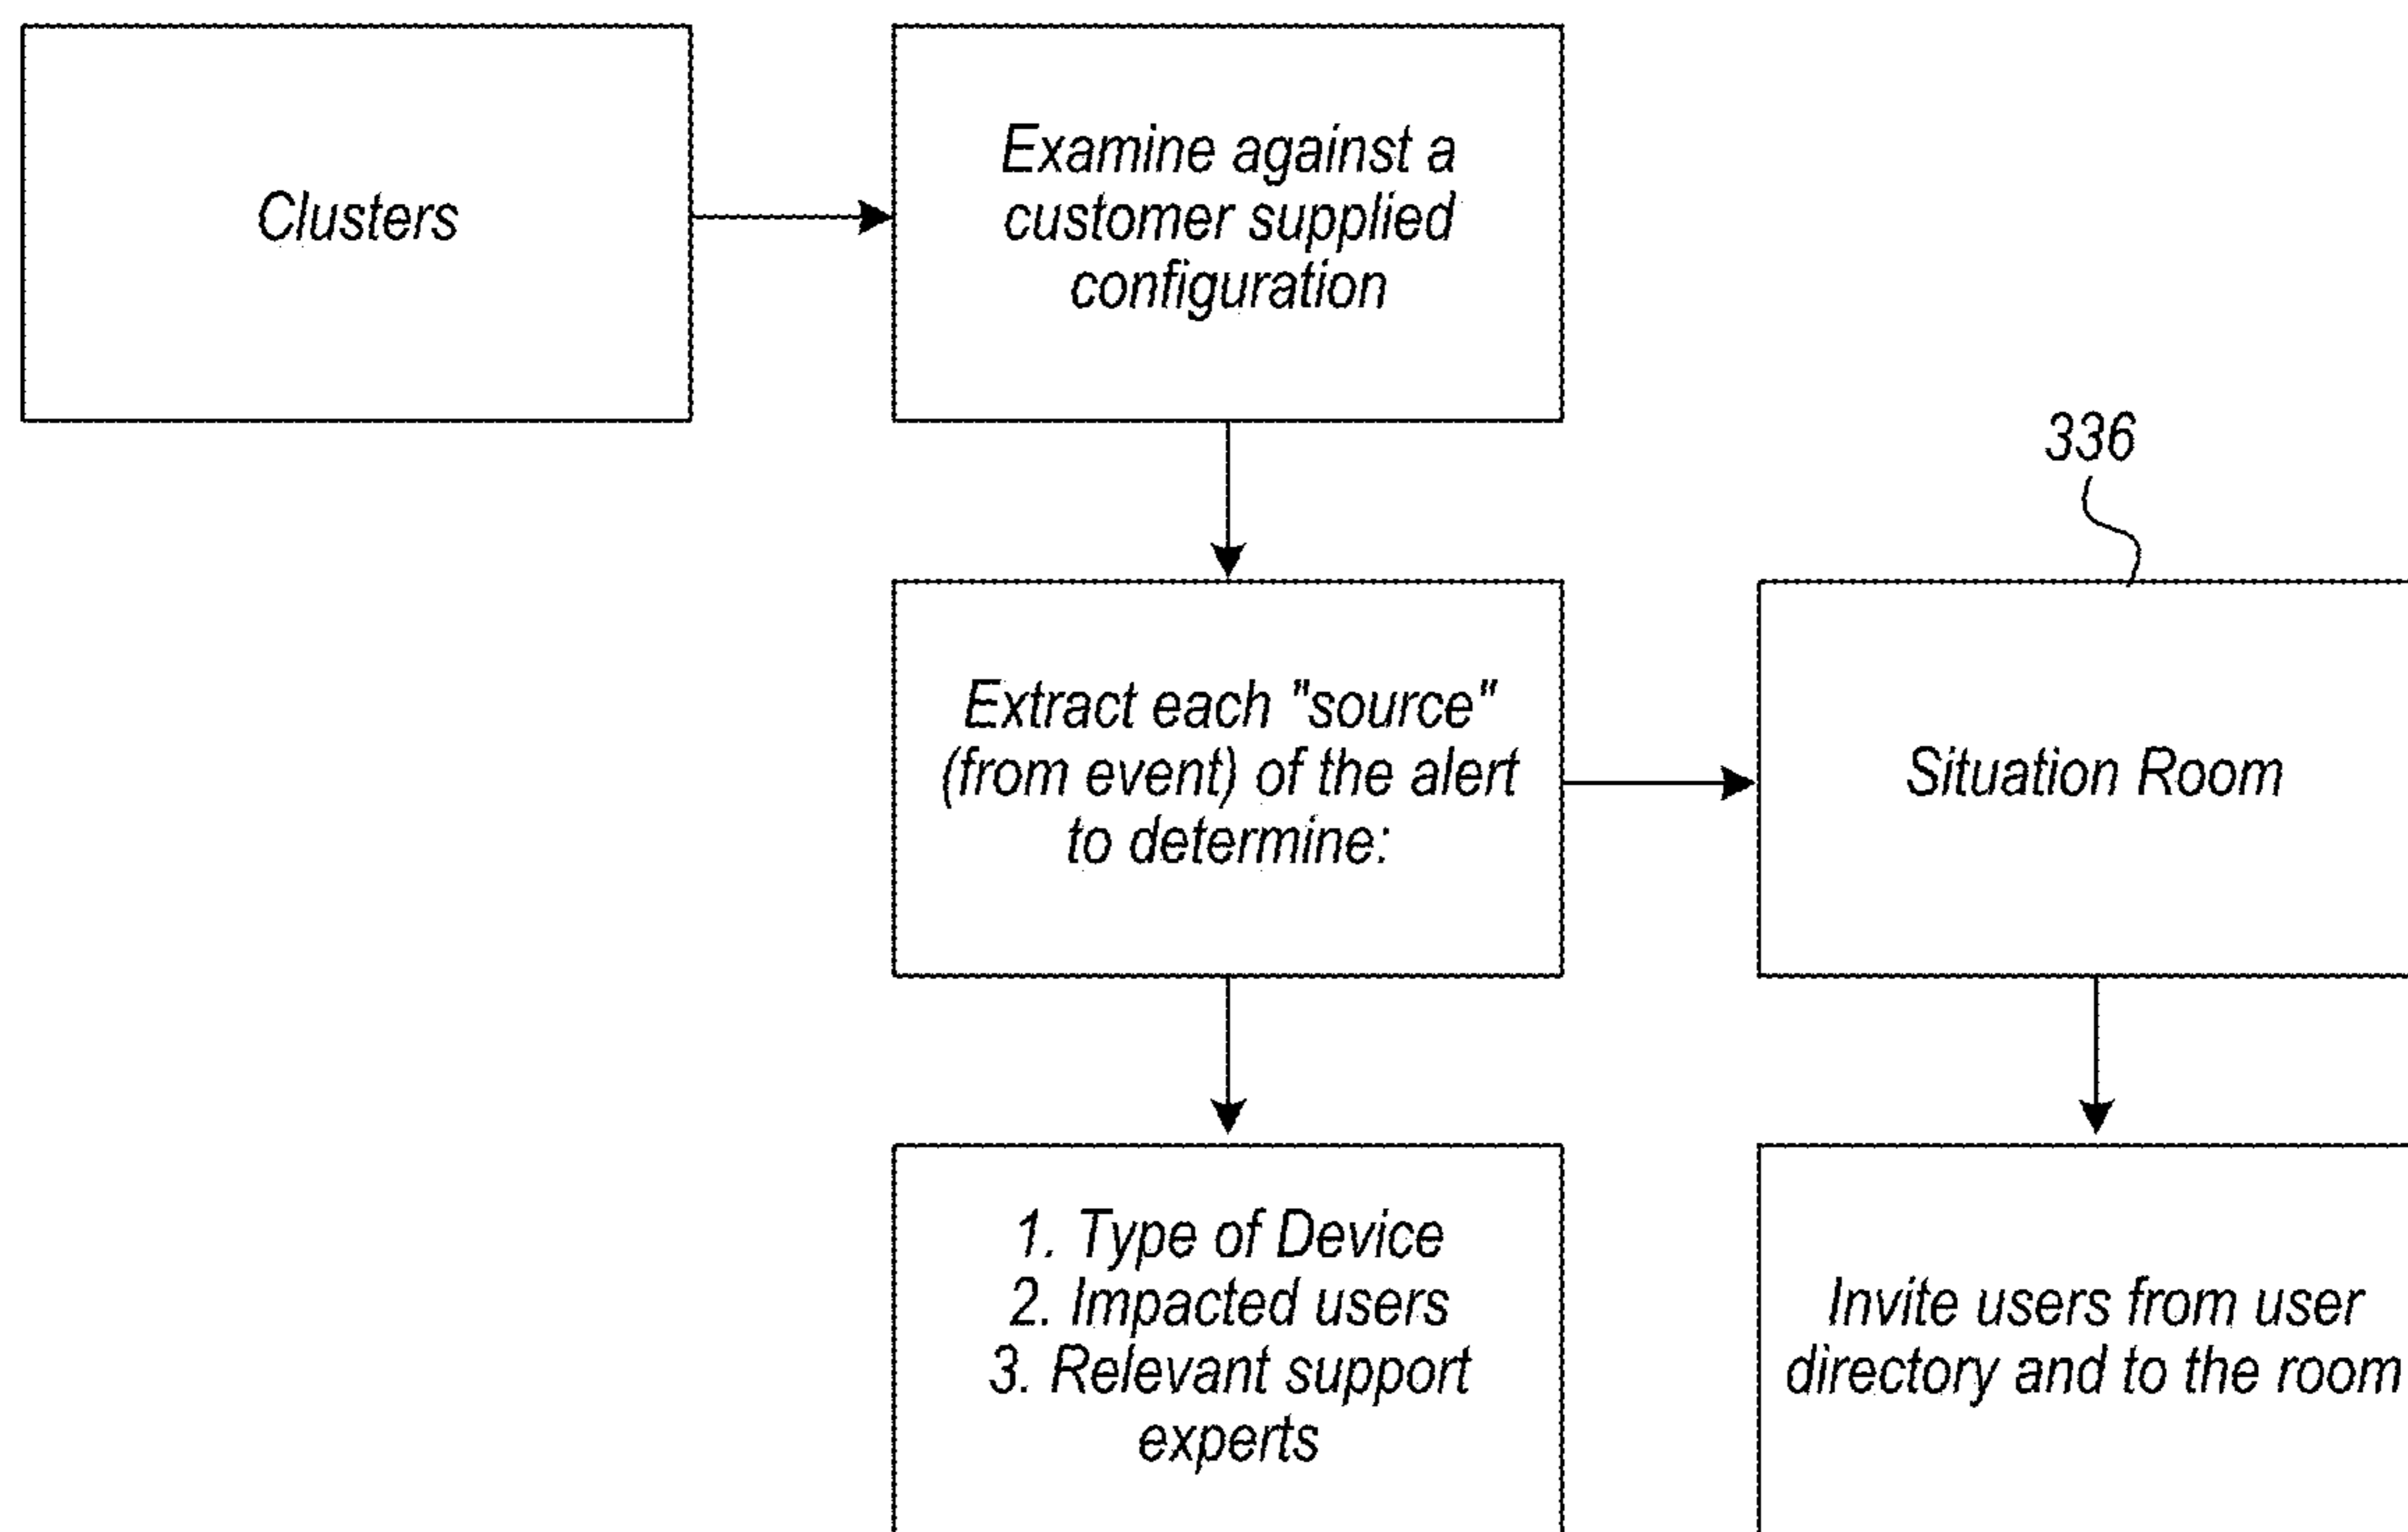 Clusters
Examine against a
customer supplied
configuration
336
Extract each "source"
(from event) of the alert
to determine:
Situation Room
1. Type of Device
2. Impacted users
3. Relevant support
experts
Invite users from user
directory and to the room